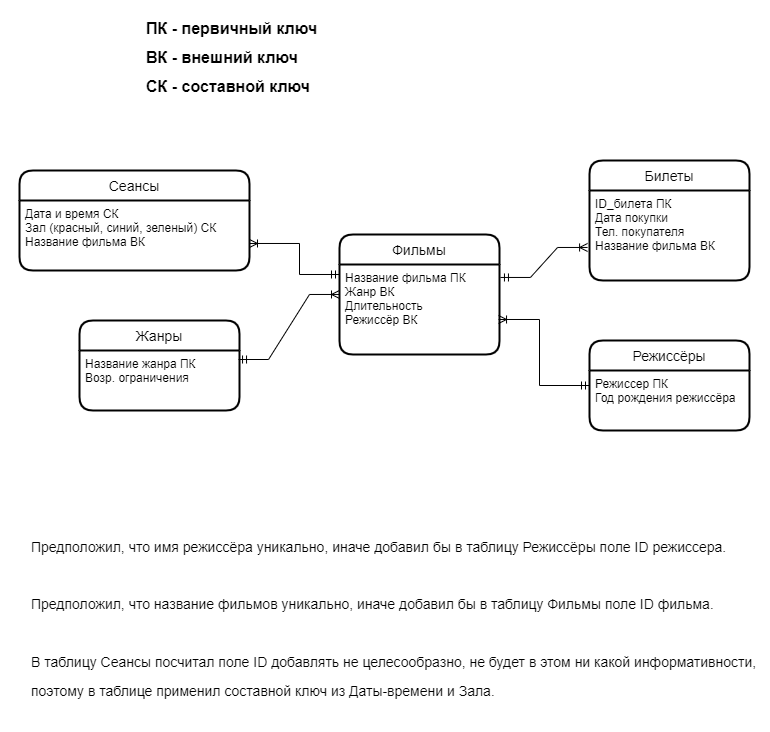 ПК - первичный ключ
ВК - внешний ключ
СК - составной ключ
Сеансы
Дата и время СК
Зал (красный, синий, зеленый) СК
Название фильма ВК
Жанры
Название жанра ПК
Возр. ограничения
Фильмы
Название фильма ПК
Жанр ВК
Длительность
Режиссёр ВК
Билеты
ID_билета ПК
Дата покупки
Тел. покупателя
Название фильма ВК
Режиссёры
Режиссер ПК
Год рождения режиссёра
Предположил, что имя режиссёра уникально, иначе добавил бы в таблицу Режиссёры поле ID режиссера.
Предположил, что название фильмов уникально, иначе добавил бы в таблицу Фильмы поле ID фильма.
В таблицу Сеансы посчитал поле ID добавлять не целесообразно, не будет в этом ни какой информативности,
поэтому в таблице применил составной ключ из Даты-времени и Зала.